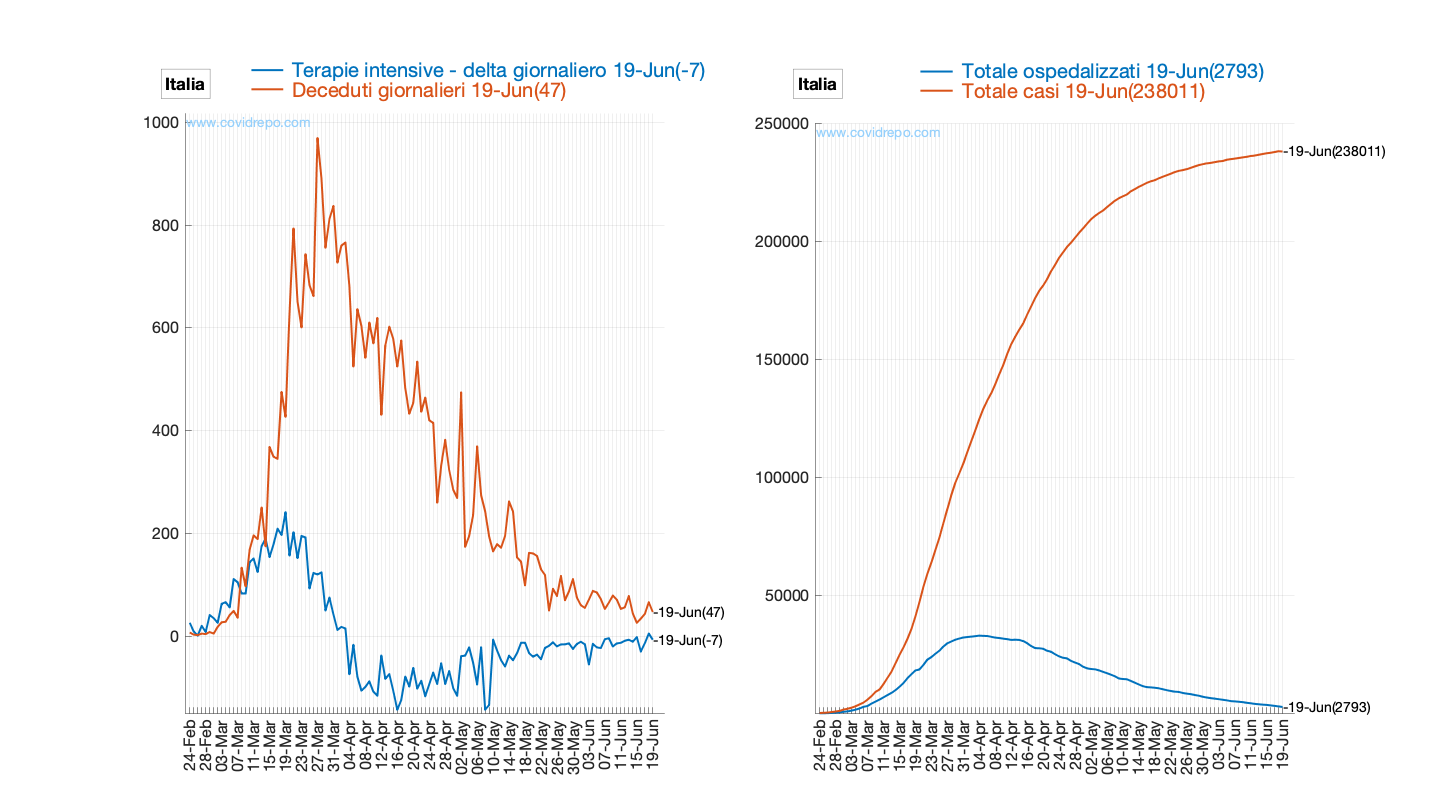 Italia
Terapie intensive - delta giornaliero 19-Jun(-7)
Deceduti giornalieri 19-Jun(47)
www.covidrepo.com
1000
800
600
400
200
0
-19-Jun(47)
-19-Jun(-7)
24-Feb
28-Feb
03-Mar
07-Mar
11-Mar
15-Mar
19-Mar
23-Mar
27-Mar
31-Mar
04-Apr
08-Apr
12-Apr
16-Apr
20-Apr
24-Apr
28-Apr
02-May
06-May
10-May
14-May
18-May
22-May
26-May
30-May
03-Jun
07-Jun
11-Jun
15-Jun
19-Jun
Italia
Totale ospedalizzati 19-Jun(2793)
Totale casi 19-Jun(238011)
www.covidrepo.com
250000
200000
150000
100000
50000
-19-Jun(238011)
-19-Jun(2793)
24-Feb
28-Feb
03-Mar
07-Mar
11-Mar
15-Mar
19-Mar
23-Mar
27-Mar
31-Mar
04-Apr
08-Apr
12-Apr
16-Apr
20-Apr
24-Apr
28-Apr
02-May
06-May
10-May
14-May
18-May
22-May
26-May
30-May
03-Jun
07-Jun
11-Jun
15-Jun
19-Jun